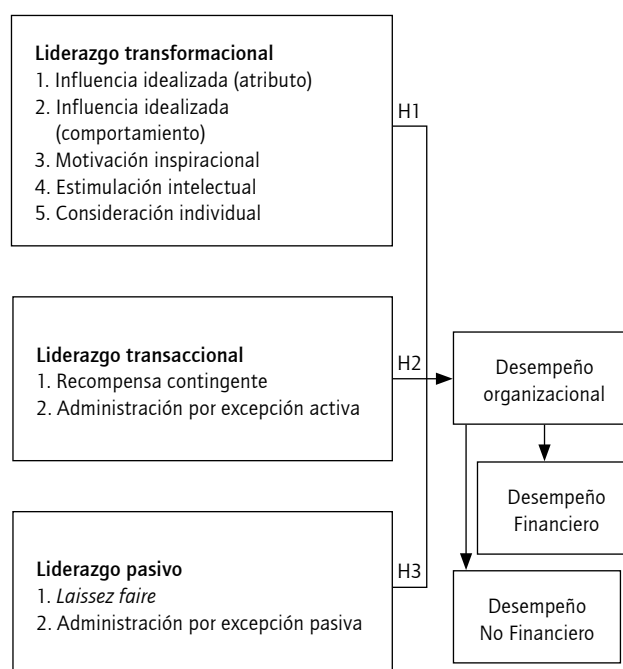 Liderazgo transformacional
1. Influencia idealizada (atributo)
2. Influencia idealizada
(comportamiento)
3. Motivación inspiracional
4. Estimulación intelectual
5. Consideración individual
H1
Liderazgo transaccional
1. Recompensa contingente
2. Administración por excepción activa
H2
Desempeño
organizacional
Desempeño
Financiero
Liderazgo pasivo
1. Laissez faire
2. Administración por excepción pasiva
H3
Desempeño
No Financiero